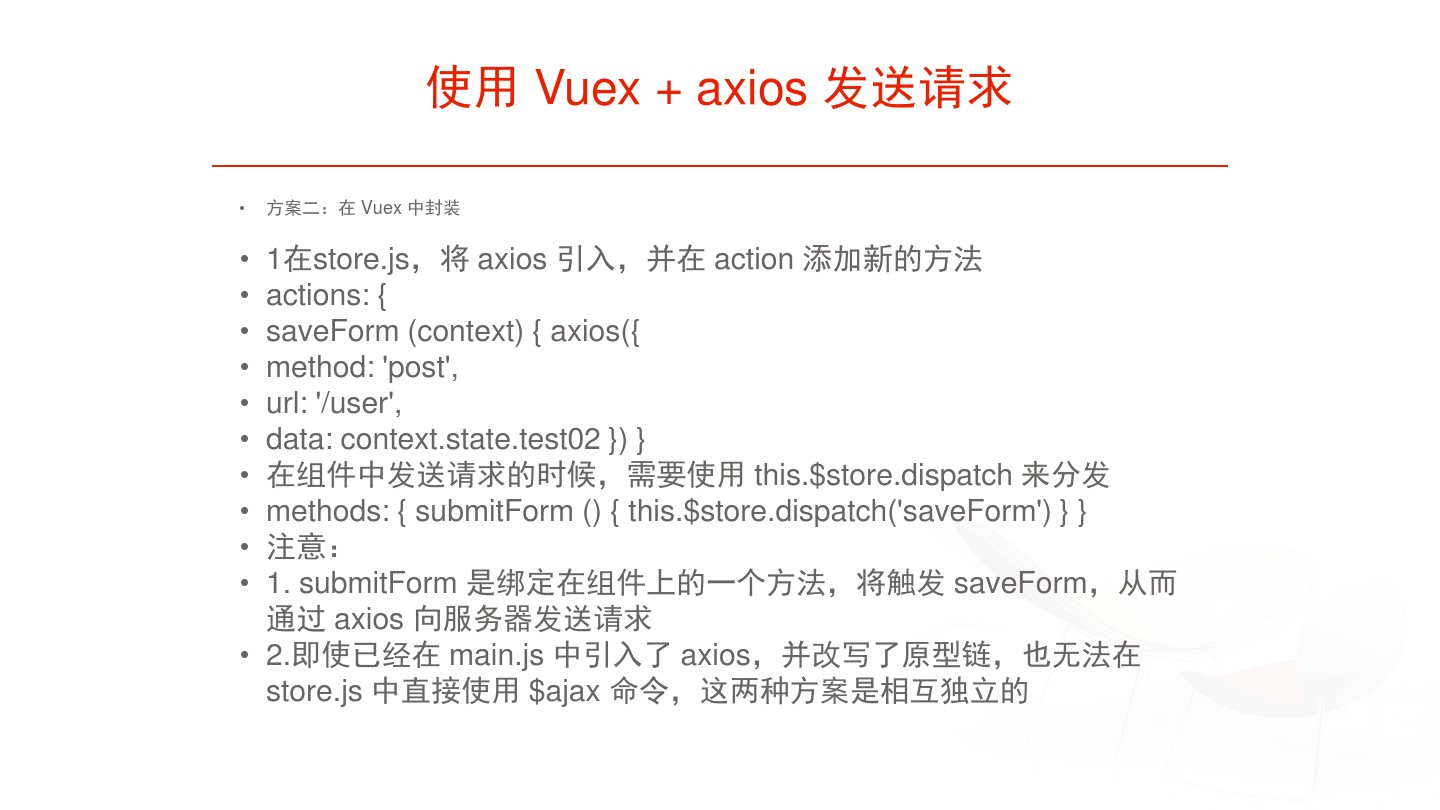 使用 Vuex + axios 发送请求
• 方案二：在 Vuex 中封装
• 1在store.js，将 axios 引入，并在 action 添加新的方法
• actions: {
• saveForm (context) { axios({
• method: 'post',
• url: '/user',
• data: context.state.test02 }) }
• 在组件中发送请求的时候，需要使用 this.$store.dispatch 来分发
• methods: { submitForm () { this.$store.dispatch('saveForm') } }
• 注意：
• 1. submitForm 是绑定在组件上的一个方法，将触发 saveForm，从而
通过 axios 向服务器发送请求
• 2.即使已经在 main.js 中引入了 axios，并改写了原型链，也无法在
store.js 中直接使用 $ajax 命令，这两种方案是相互独立的